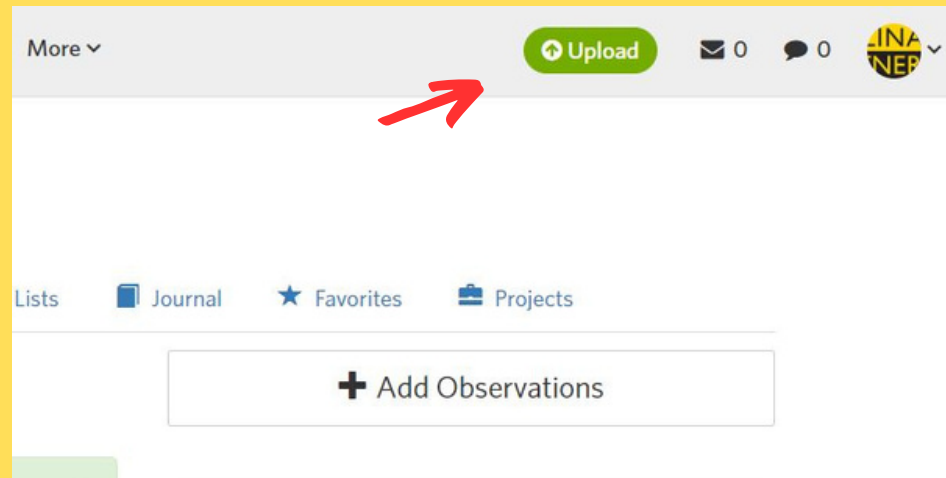 More
Upload
0
0
Lists
Journal
Favorites
Projects
Add Observations